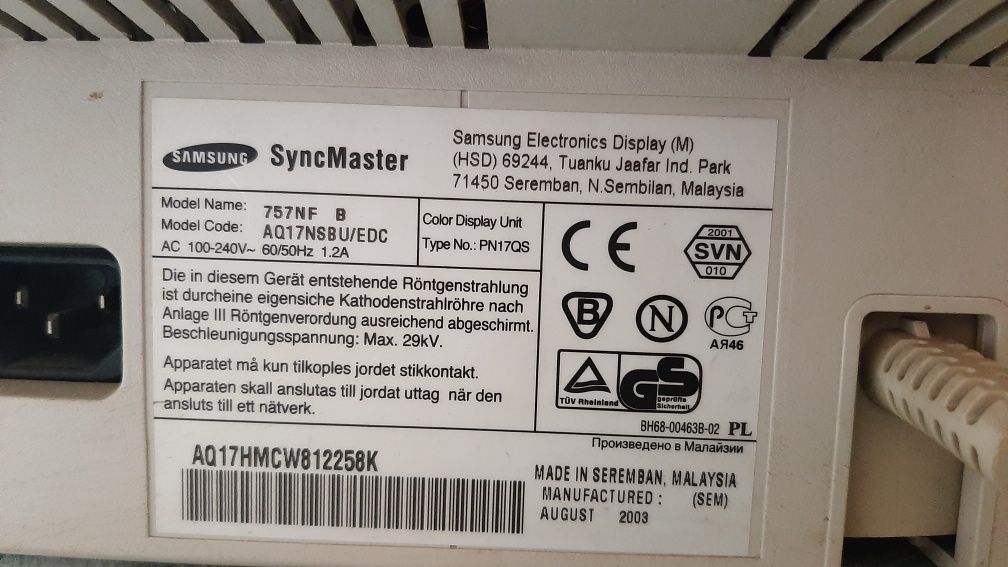 SAMSUNG SyncMaster
Samsung Electronics Display (M)
(HSD) 69244, Tuanku Jaafar Ind. Park
71450 Seremban, N.Sembilan, Malaysia
Model Name: 757NF B
Model Code: AQ17NSBU/EDC
AC 100-240V~ 60/50Hz 1.2A
Color Display Unit
Type No.: PN17QS
Die in diesem Gerät entstehende Röntgenstrahlung
ist durcheine eigensiche Kathodenstrahlröhre nach
Anlage III Röntgenverordung ausreichend abgeschirmt.
Beschleunigungsspannung: Max. 29kV.
Apparatet må kun tilkoples jordet stikkontakt.
Apparaten skall anslutas till jordat uttag när den
ansluts till ett nätverk.
CE
2001
SVN
010
B
N
PCT
АЯ46
TÜV Rheinland
GS
geprüfte
Sicherheit
BH68-00463B-02 PL
Произведено в Малайзии
AQ17HMCW812258K
MADE IN SEREMBAN, MALAYSIA
MANUFACTURED : (SEM)
AUGUST 2003